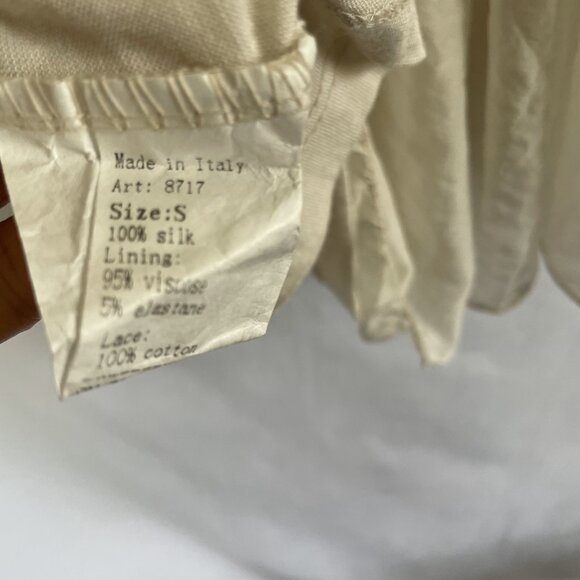 Made in Italy
Art: 8717
Size:S
100% silk
Lining:
95% viscose
5% elastane
Lace:
100% cotton